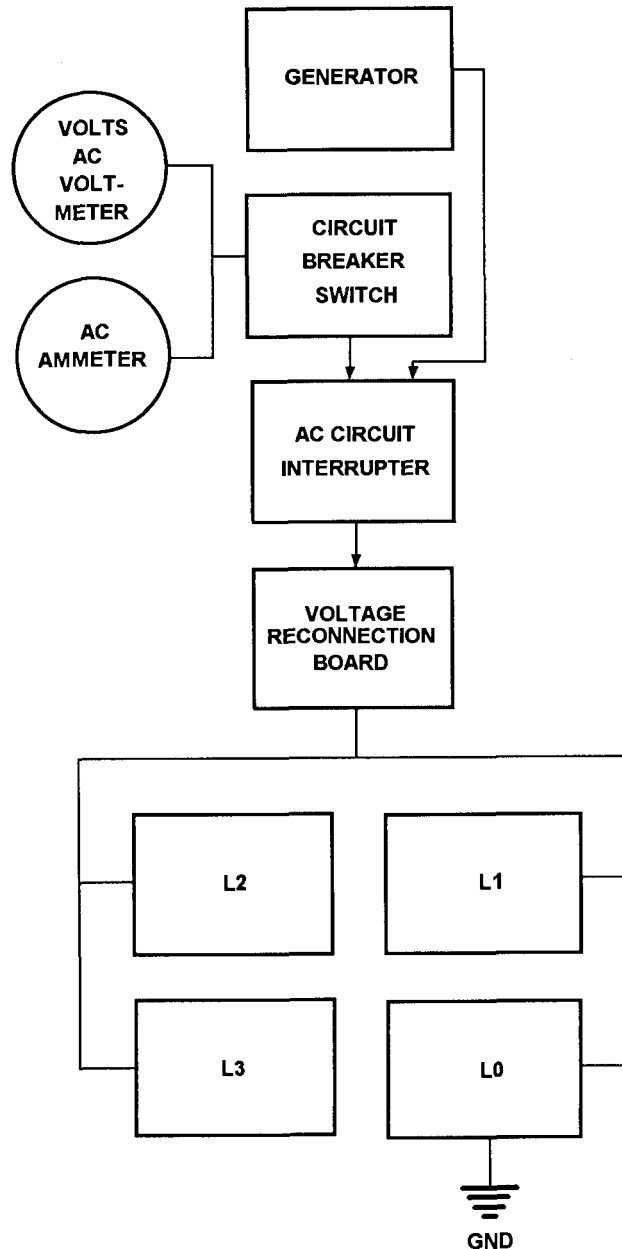 GENERATOR
VOLTS
AC
VOLT-
METER
CIRCUIT
BREAKER
SWITCH
AC
AMMETER
AC CIRCUIT
INTERRUPTER
VOLTAGE
RECONNECTION
BOARD
L2
L1
L3
L0
GND